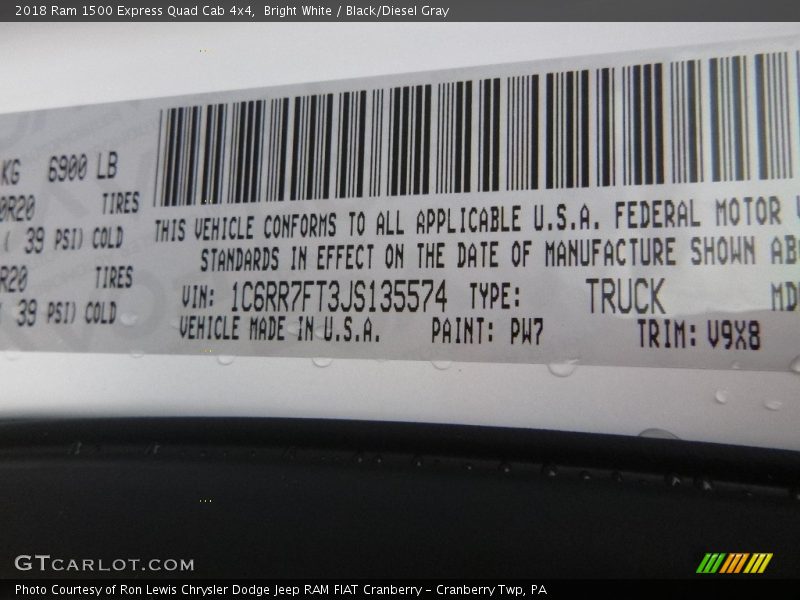 2018 Ram 1500 Express Quad Cab 4x4, Bright White / Black/Diesel Gray
KG 6900 LB
0R20 TIRES
( 39 PSI) COLD
R20 TIRES
39 PSI) COLD
THIS VEHICLE CONFORMS TO ALL APPLICABLE U.S.A. FEDERAL MOTOR
STANDARDS IN EFFECT ON THE DATE OF MANUFACTURE SHOWN AB
VIN: 1C6RR7FT3JS135574 TYPE: TRUCK MD
VEHICLE MADE IN U.S.A. PAINT: PW7 TRIM: V9X8
GTCARLOT.COM
Photo Courtesy of Ron Lewis Chrysler Dodge Jeep RAM FIAT Cranberry – Cranberry Twp, PA